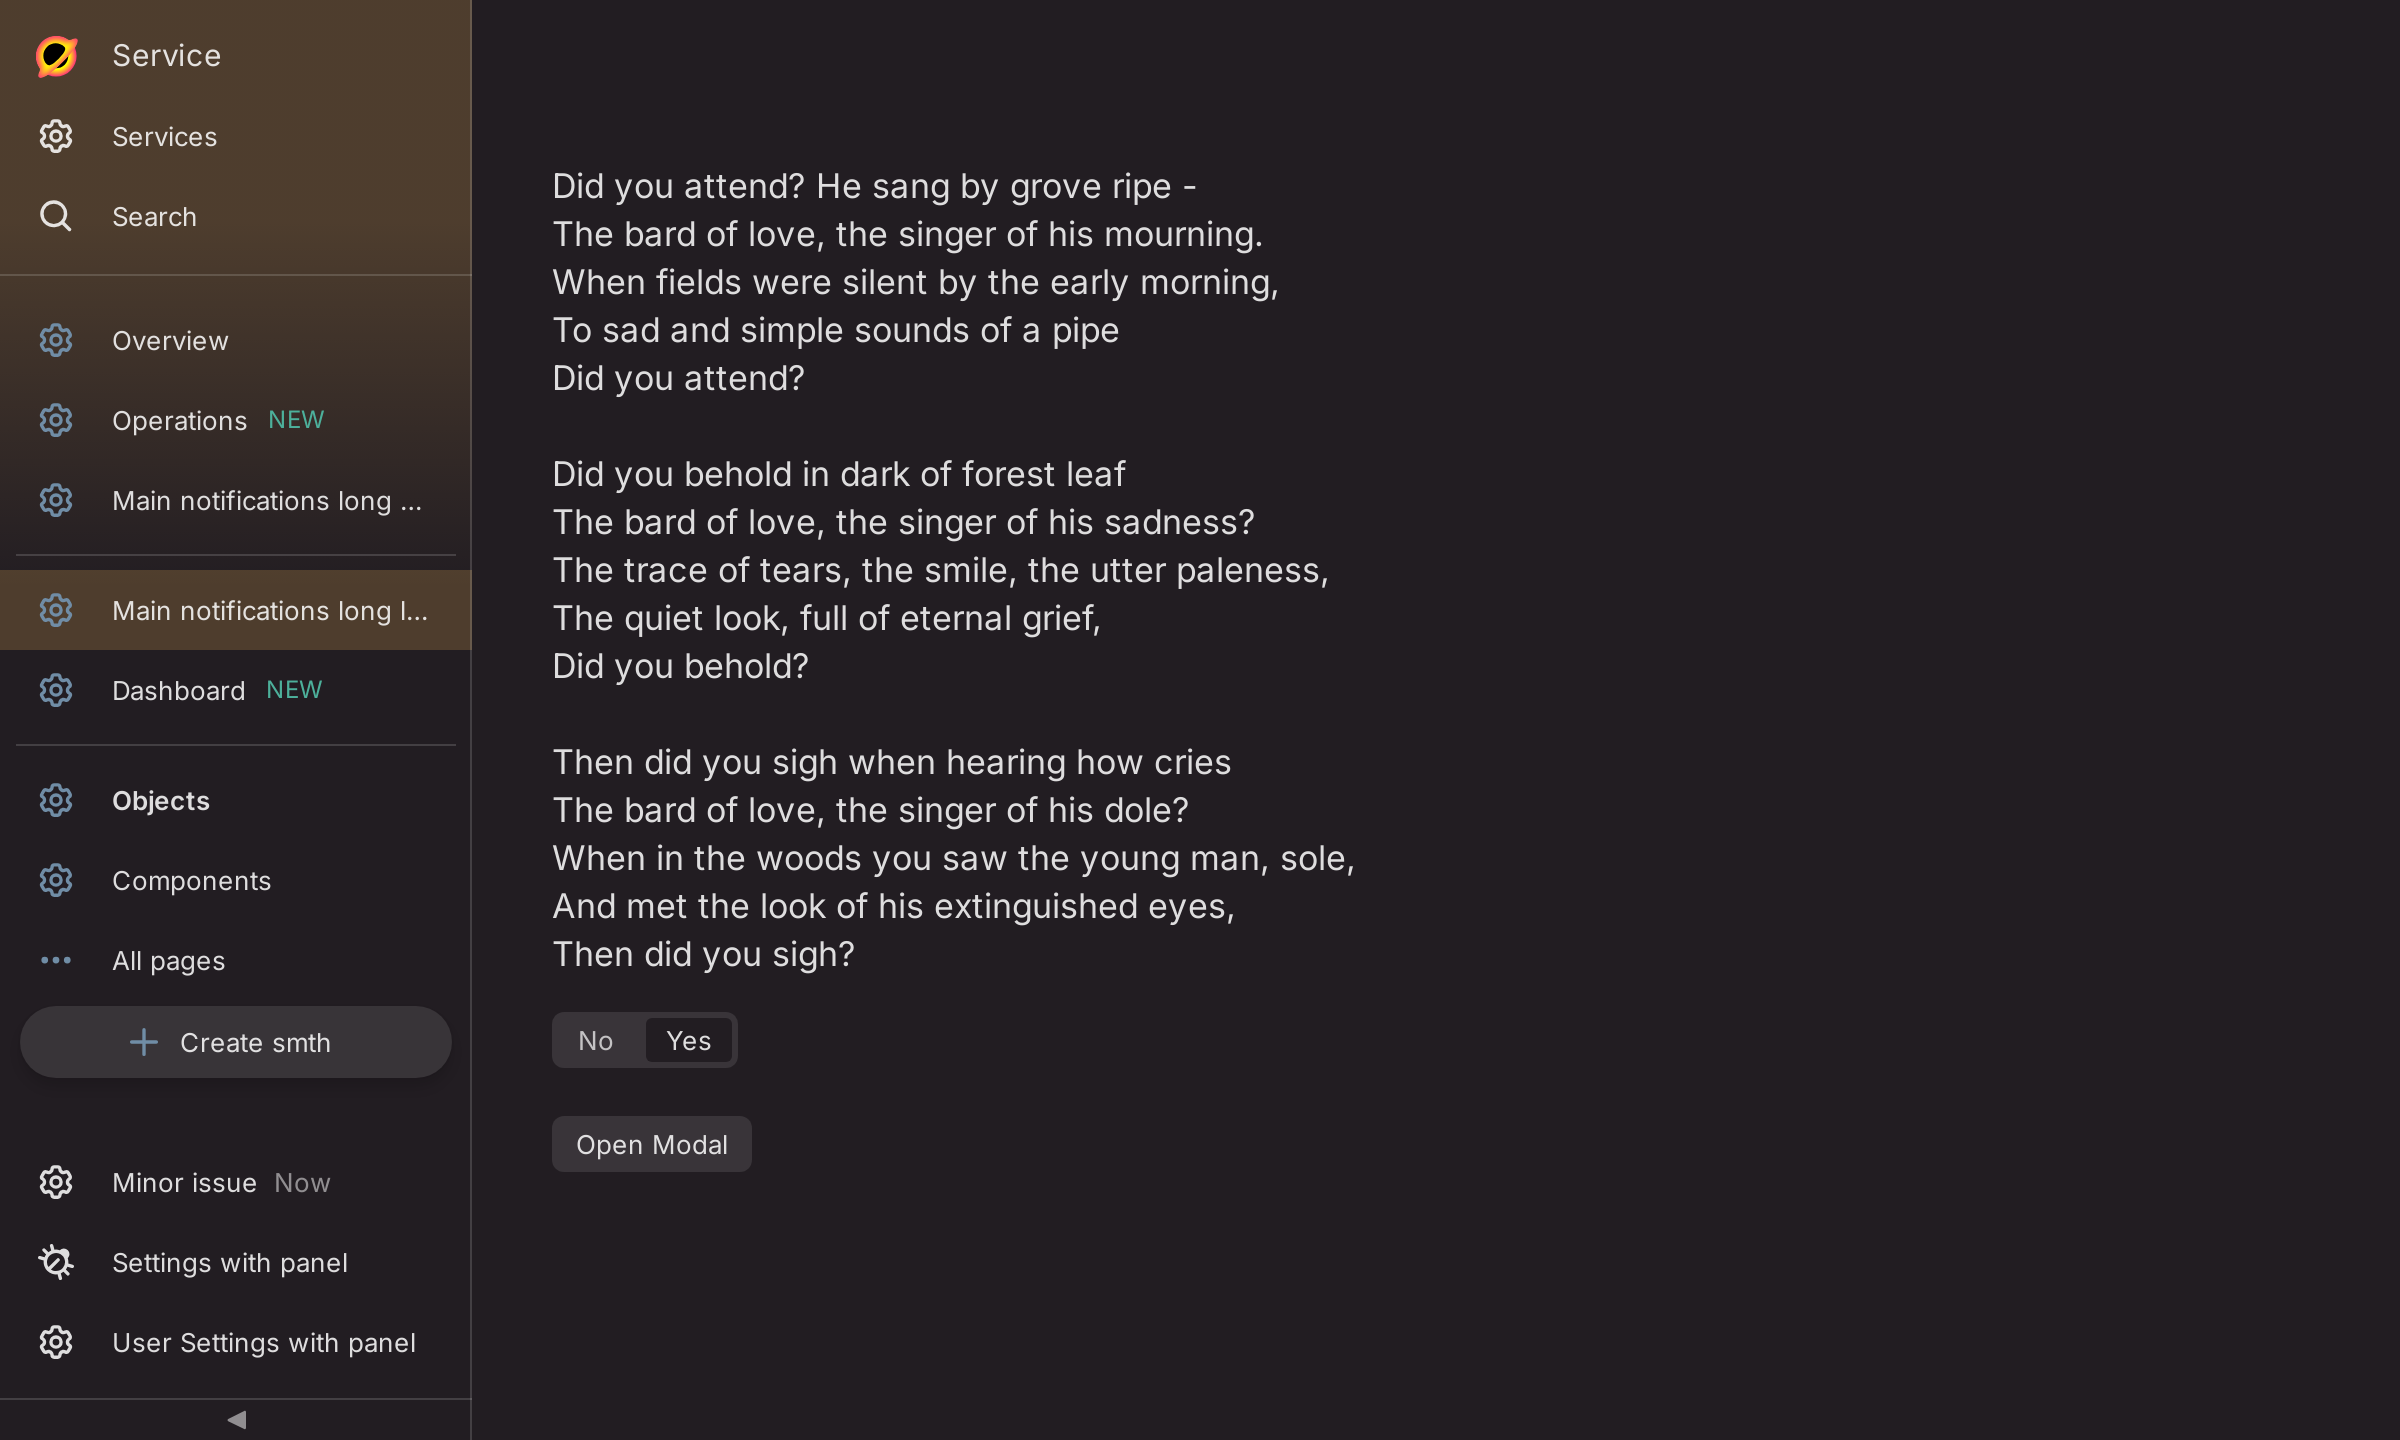 Service
Services
Search
Overview
Operations NEW
Main notifications long ...
Main notifications long l...
Dashboard NEW
Objects
Components
All pages
Create smth
Minor issue Now
Settings with panel
User Settings with panel
Did you attend? He sang by grove ripe -
The bard of love, the singer of his mourning.
When fields were silent by the early morning,
To sad and simple sounds of a pipe
Did you attend?
Did you behold in dark of forest leaf
The bard of love, the singer of his sadness?
The trace of tears, the smile, the utter paleness,
The quiet look, full of eternal grief,
Did you behold?
Then did you sigh when hearing how cries
The bard of love, the singer of his dole?
When in the woods you saw the young man, sole,
And met the look of his extinguished eyes,
Then did you sigh?
No Yes
Open Modal